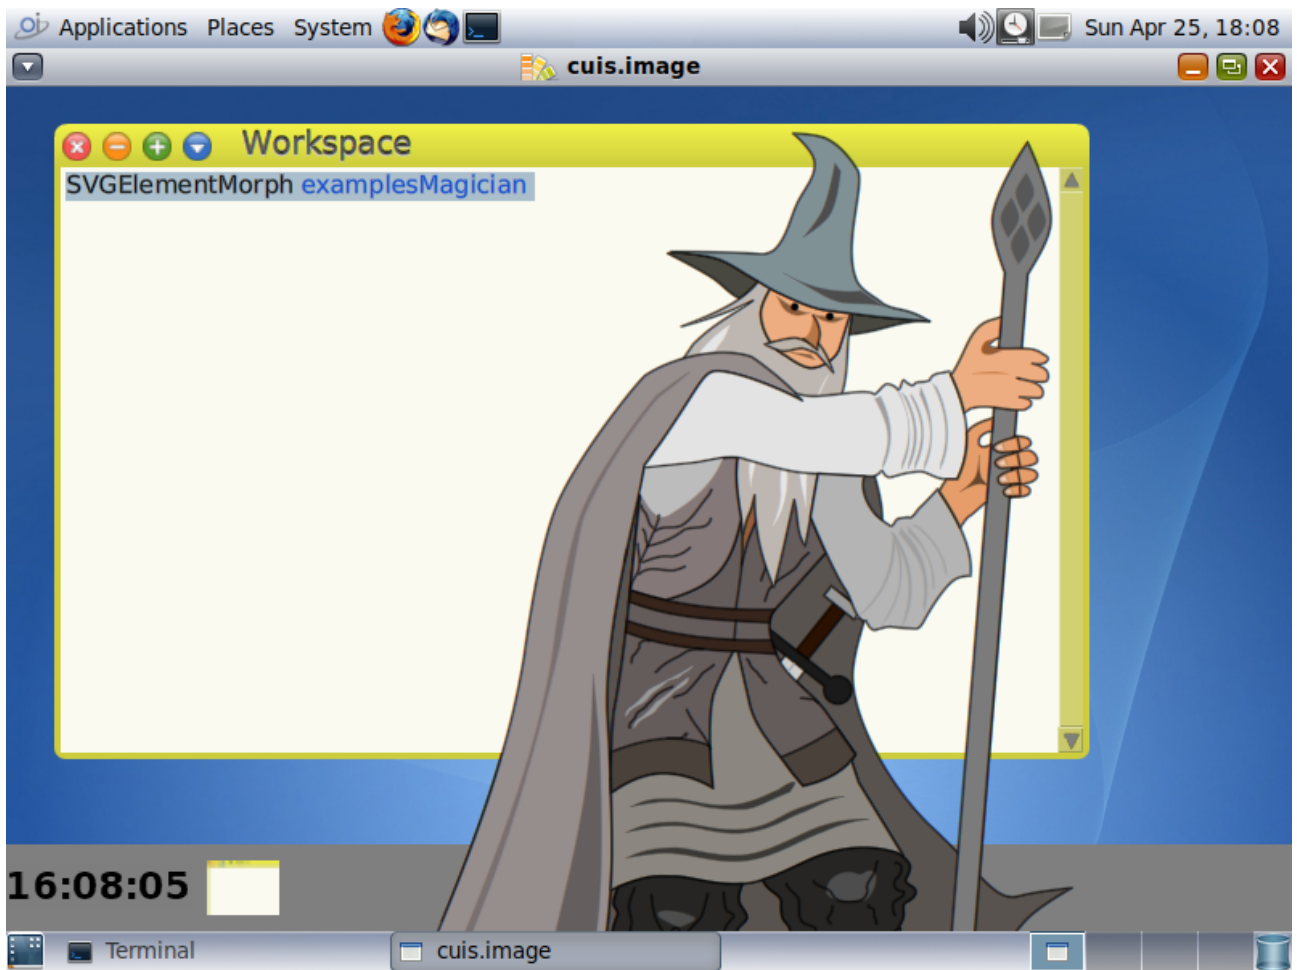 Applications Places System Sun Apr 25, 18:08
cuis.image
Workspace
SVGElementMorph examplesMagician
16:08:05
Terminal cuis.image